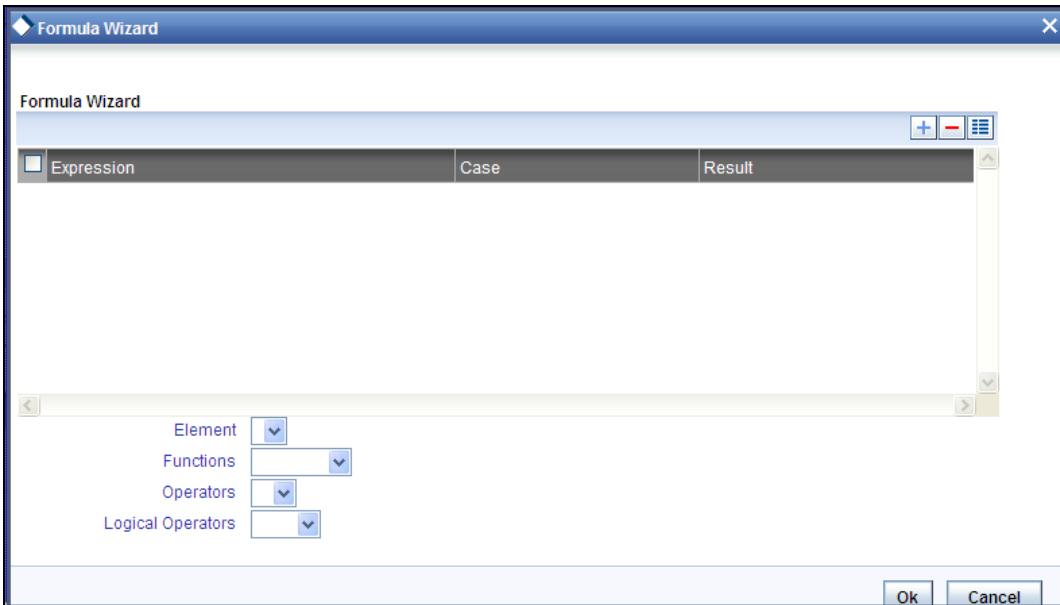 Formula Wizard
Formula Wizard
Expression Case Result
Element
Functions
Operators
Logical Operators
Ok Cancel